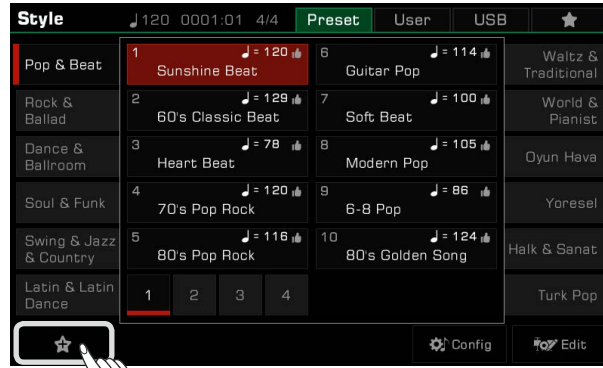 Style ♩120 0001:01 4/4 Preset User USB
Pop & Beat
Rock &
Ballad
Dance &
Ballroom
Soul & Funk
Swing & Jazz
& Country
Latin & Latin
Dance
1 ♩= 120
Sunshine Beat
2 ♩= 129
60's Classic Beat
3 ♩= 78
Heart Beat
4 ♩= 120
70's Pop Rock
5 ♩= 116
80's Pop Rock
6 ♩= 114
Guitar Pop
7 ♩= 100
Soft Beat
8 ♩= 105
Modern Pop
9 ♩= 86
6-8 Pop
10 ♩= 124
80's Golden Song
1 2 3 4
Waltz &
Traditional
World &
Pianist
Oyun Hava
Yoresel
Halk & Sanat
Turk Pop
Config Edit